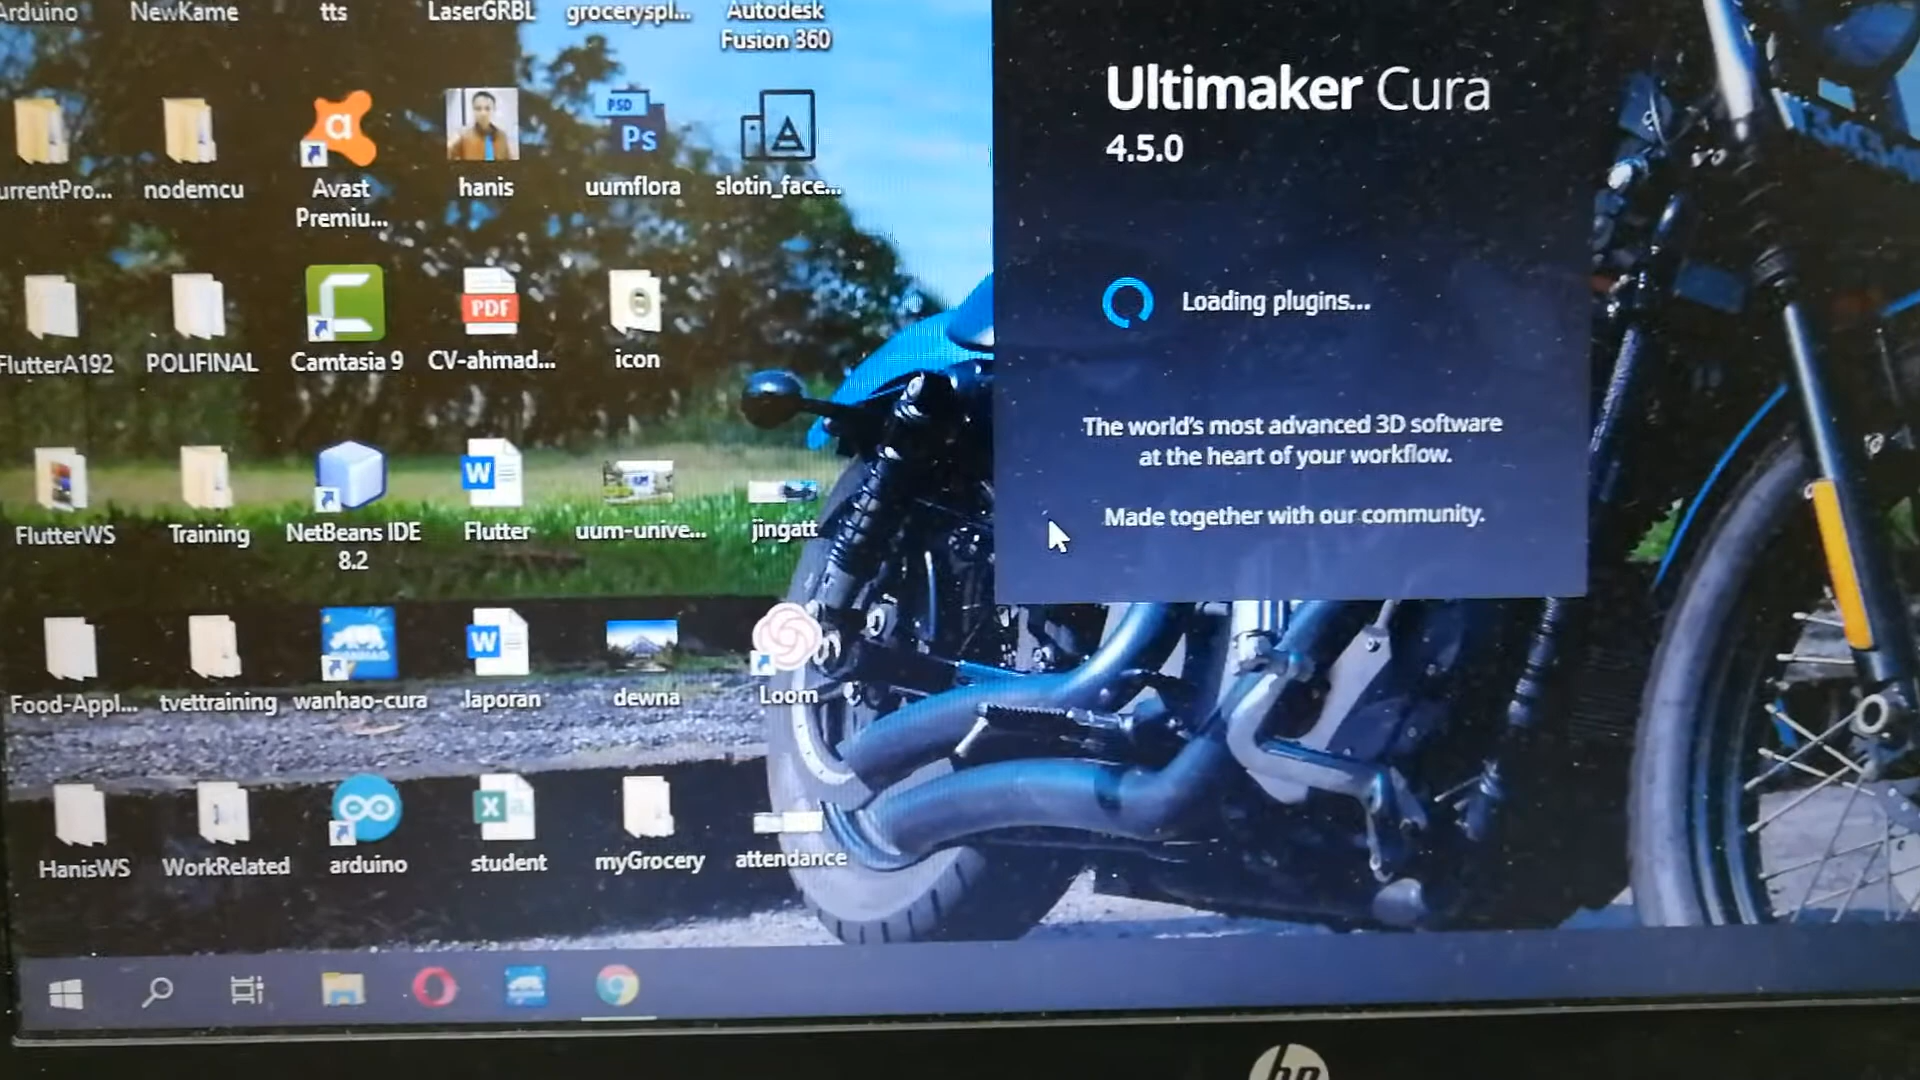 Arduino
NewKame
tts
LaserGRBL
groceryspl...
Autodesk
Fusion 360
urrentPro...
nodemcu
a
Avast
Premiu...
hanis
PSD
Ps
uumflora
slotin_face...
FlutterA192
POLIFINAL
Camtasia 9
PDF
CV-ahmad...
icon
FlutterWS
Training
NetBeans IDE
8.2
W
Flutter
uum-unive...
jingatt
Food-Appl...
tvettraining
wanhao-cura
W
laporan
dewna
Loom
HanisWS
WorkRelated
arduino
X
a,
student
myGrocery
attendance
Ultimaker Cura
4.5.0
Loading plugins...
The world's most advanced 3D software
at the heart of your workflow.
Made together with our community.
hp